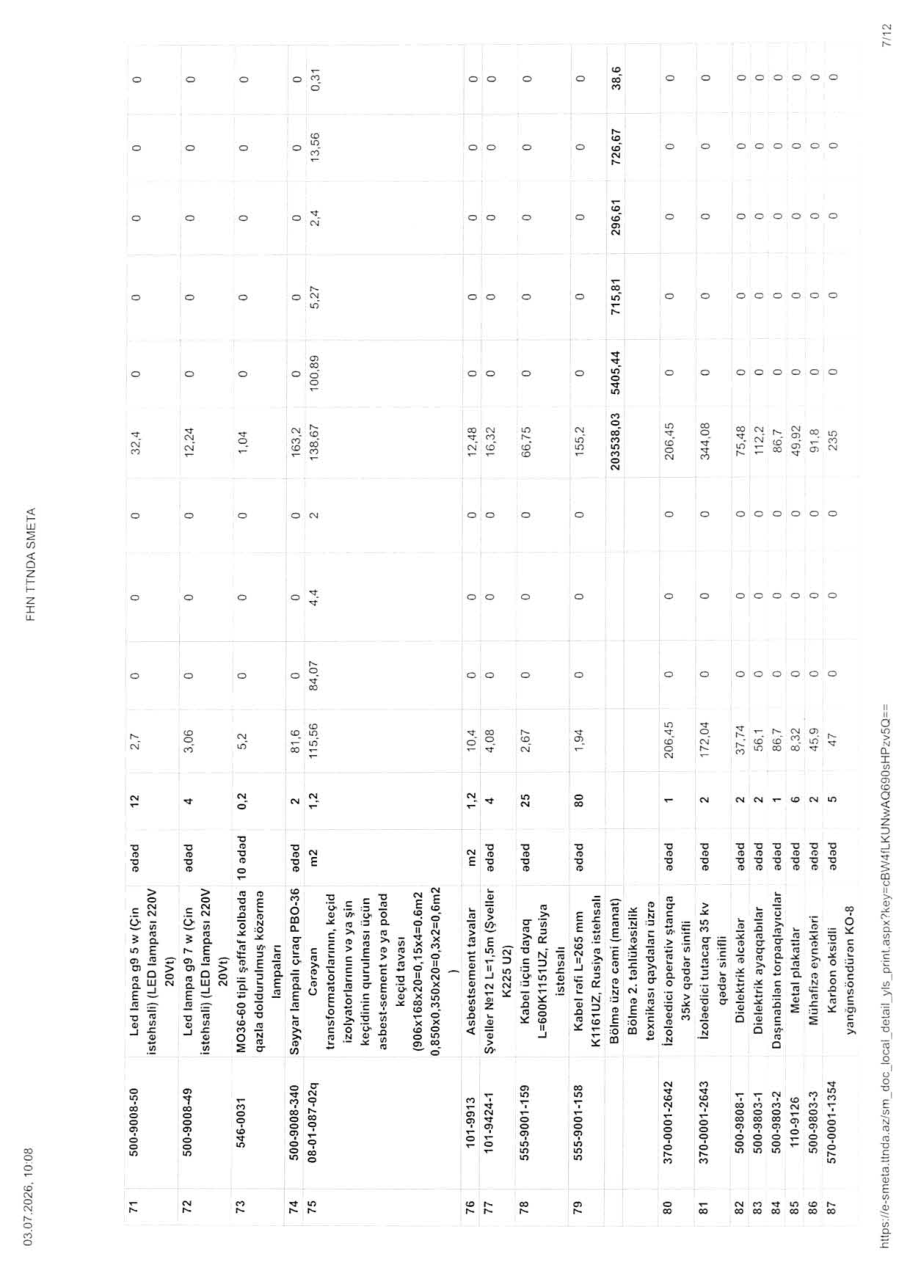 03.07.2026, 10:08
FHN TTNDA SMETA
71 500-9008-50 Led lampa g9 5 w (Çin ədəd 12 2,7 0 0 0 32,4 0 0 0 0 0
istehsalı) (LED lampası 220V
20Vt)
72 500-9008-49 Led lampa g9 7 w (Çin ədəd 4 3,06 0 0 0 12,24 0 0 0 0 0
istehsalı) (LED lampası 220V
20Vt)
73 546-0031 MO36-60 tipli şəffaf kolbada 10 ədəd 0,2 5,2 0 0 0 1,04 0 0 0 0 0
qazla doldurulmuş közərmə
lampaları
74 500-9008-340 Səyyar lampalı çıraq PBO-36 ədəd 2 81,6 0 0 0 163,2 0 0 0 0 0
75 08-01-087-02q Cərəyan m2 1,2 115,56 84,07 4,4 2 138,67 100,89 5,27 2,4 13,56 0,31
transformatorlarının, keçid
izolyatorlarının və ya şin
keçidinin qurulması üçün
asbest-sement və ya polad
keçid tavası
(906x168x20=0,15x4=0.6m2
0,850x0,350x20=0,3x2=0,6m2
)
76 101-9913 Asbestsement tavalar m2 1,2 10,4 0 0 0 12,48 0 0 0 0 0
77 101-9424-1 Şveller №12 L=1,5m (Şveller ədəd 4 4,08 0 0 0 16,32 0 0 0 0 0
K225 U2)
78 555-9001-159 Kabel üçün dayaq ədəd 25 2,67 0 0 0 66,75 0 0 0 0 0
L=600K1151UZ, Rusiya
istehsalı
79 555-9001-158 Kabel rəfi L=265 mm ədəd 80 1,94 0 0 0 155,2 0 0 0 0 0
K1161UZ, Rusiya istehsalı
Bölmə üzrə cəmi (manat) 203538,03 5405,44 715,81 296,61 726,67 38,6
Bölmə 2. təhlükəsizlik
texnikası qaydaları üzrə
80 370-0001-2642 İzoləedici operativ ştanqa ədəd 1 206,45 0 0 0 206,45 0 0 0 0 0
35kv qədər sinifli
81 370-0001-2643 İzoləedici tutacaq 35 kv ədəd 2 172,04 0 0 0 344,08 0 0 0 0 0
qədər sinifli
82 500-9808-1 Dielektrik əlcəklər ədəd 2 37,74 0 0 0 75,48 0 0 0 0 0
83 500-9803-1 Dielektrik ayaqqabılar ədəd 2 56,1 0 0 0 112,2 0 0 0 0 0
84 500-9803-2 Daşınabilən torpaqlayıcılar ədəd 1 86,7 0 0 0 86,7 0 0 0 0 0
85 110-9126 Metal plakatlar ədəd 6 8,32 0 0 0 49,92 0 0 0 0 0
86 500-9803-3 Mühafizə eynəkləri ədəd 2 45,9 0 0 0 91,8 0 0 0 0 0
87 570-0001-1354 Karbon oksidli ədəd 5 47 0 0 0 235 0 0 0 0 0
yanğınsöndürən KO-8
https://e-smeta.ttnda.az/sm_doc_local_detail_yls_print.aspx?key=cBW4fLKUNwAQ690sHPzv5Q==
7/12